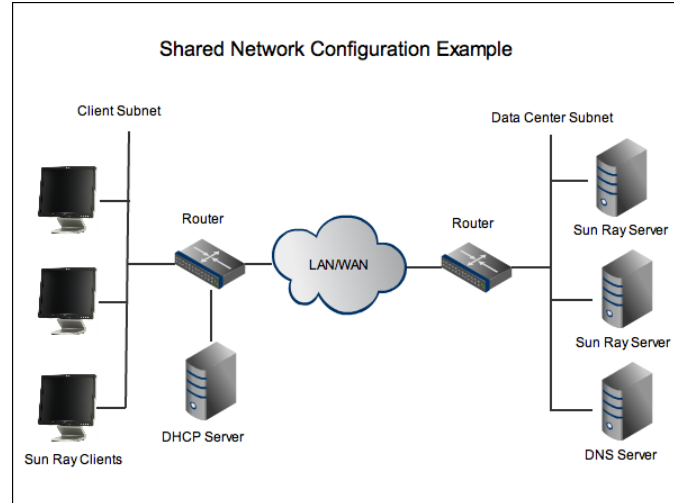 Shared Network Configuration Example
Client Subnet
Data Center Subnet
Router
Router
Sun Ray Server
LAN/WAN
Sun Ray Server
DHCP Server
Sun Ray Clients
DNS Server